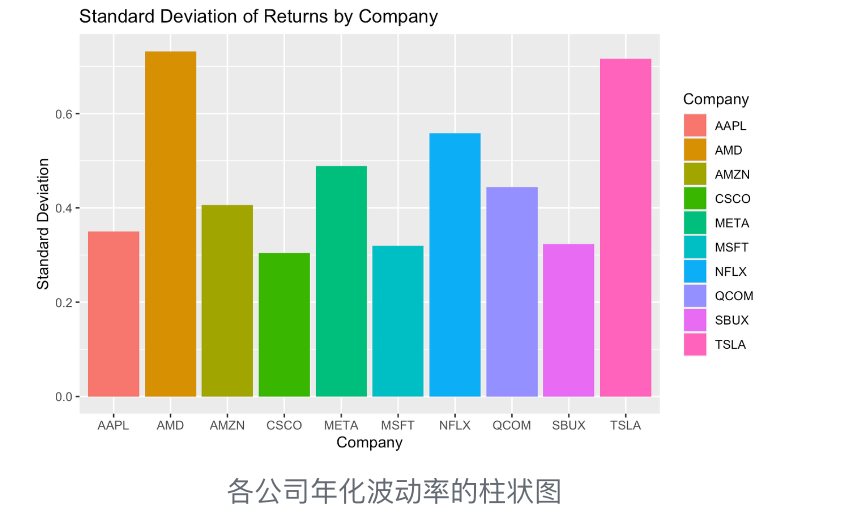 Standard Deviation of Returns by Company
Standard Deviation
0.6
0.4
0.2
0.0
AAPL AMD AMZN CSCO META MSFT NFLX QCOM SBUX TSLA
Company
Company
AAPL
AMD
AMZN
CSCO
META
MSFT
NFLX
QCOM
SBUX
TSLA
各公司年化波动率的柱状图